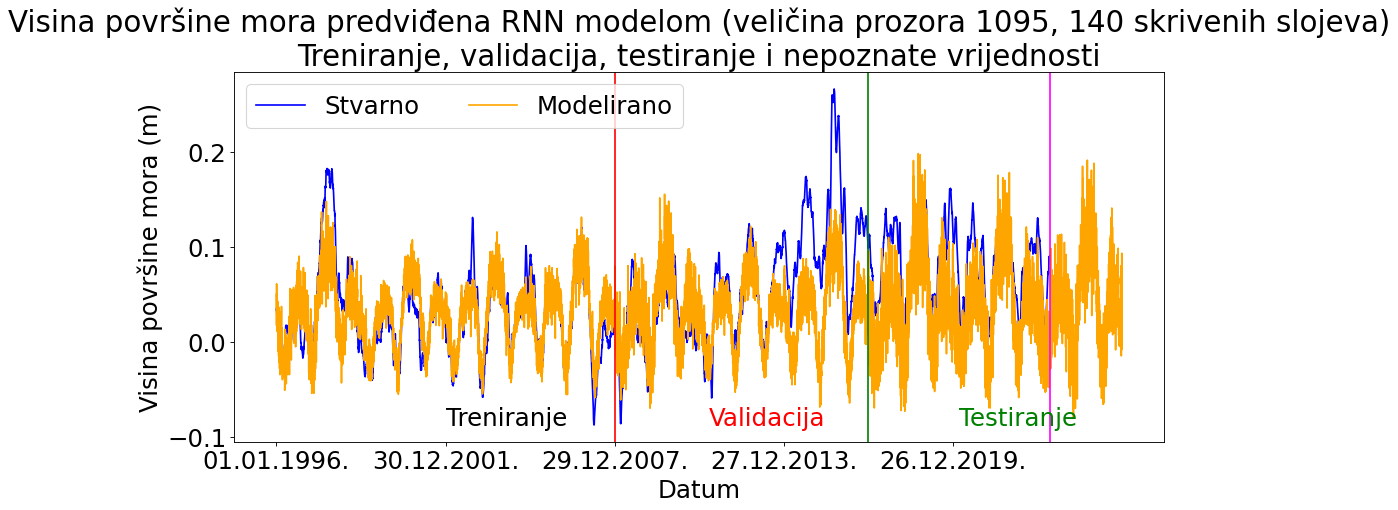 Visina površine mora predviđena RNN modelom (veličina prozora 1095, 140 skrivenih slojeva)
Treniranje, validacija, testiranje i nepoznate vrijednosti
Stvarno
Modelirano
Visina površine mora (m)
0.2
0.1
0.0
−0.1
Treniranje
Validacija
Testiranje
01.01.1996.
30.12.2001.
29.12.2007.
27.12.2013.
26.12.2019.
Datum